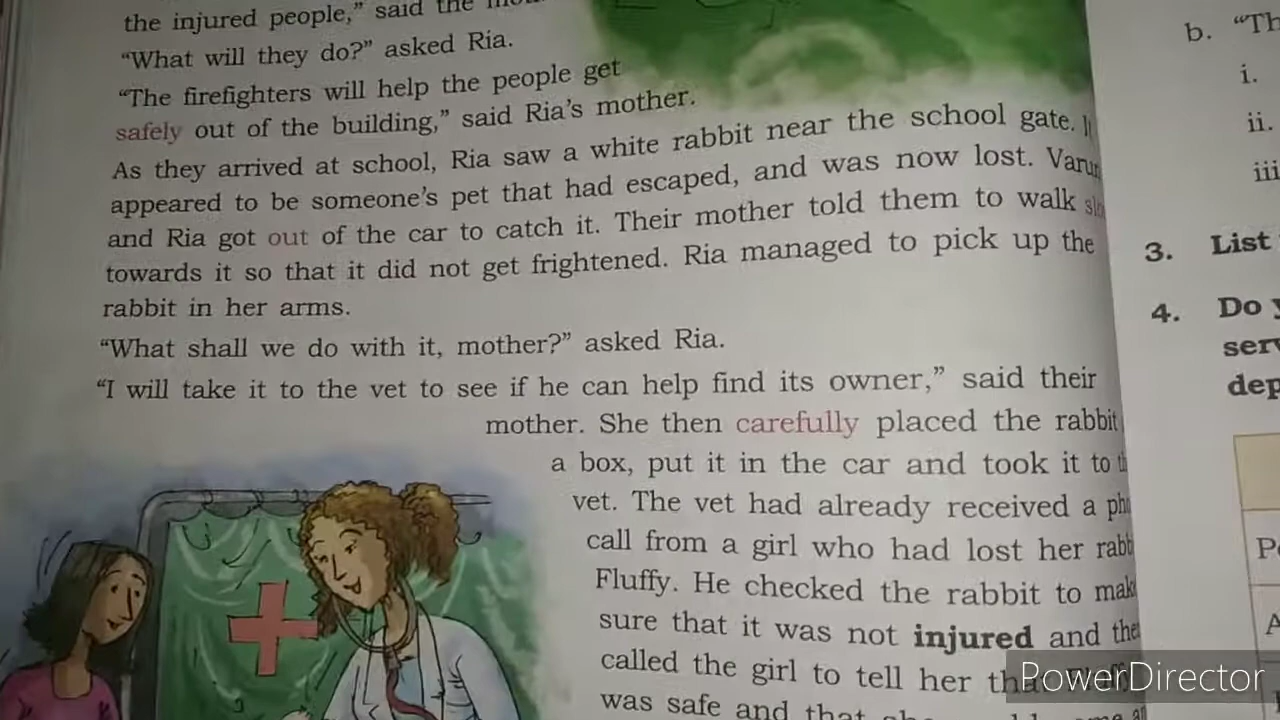 the injured people,” said the
“What will they do?” asked Ria.
“The firefighters will help the people get
safely out of the building,” said Ria’s mother.
As they arrived at school, Ria saw a white rabbit near the school gate.
appeared to be someone’s pet that had escaped, and was now lost.
and Ria got out of the car to catch it. Their mother told them to walk
towards it so that it did not get frightened. Ria managed to pick up the
rabbit in her arms.
“What shall we do with it, mother?” asked Ria.
“I will take it to the vet to see if he can help find its owner,” said their
mother. She then carefully placed the rabbit
a box, put it in the car and took it to
vet. The vet had already received a
call from a girl who had lost her
Fluffy. He checked the rabbit to
sure that it was not injured and
called the girl to tell her
was safe and that
b.
i.
ii.
iii
3. List
4. Do
PowerDirector